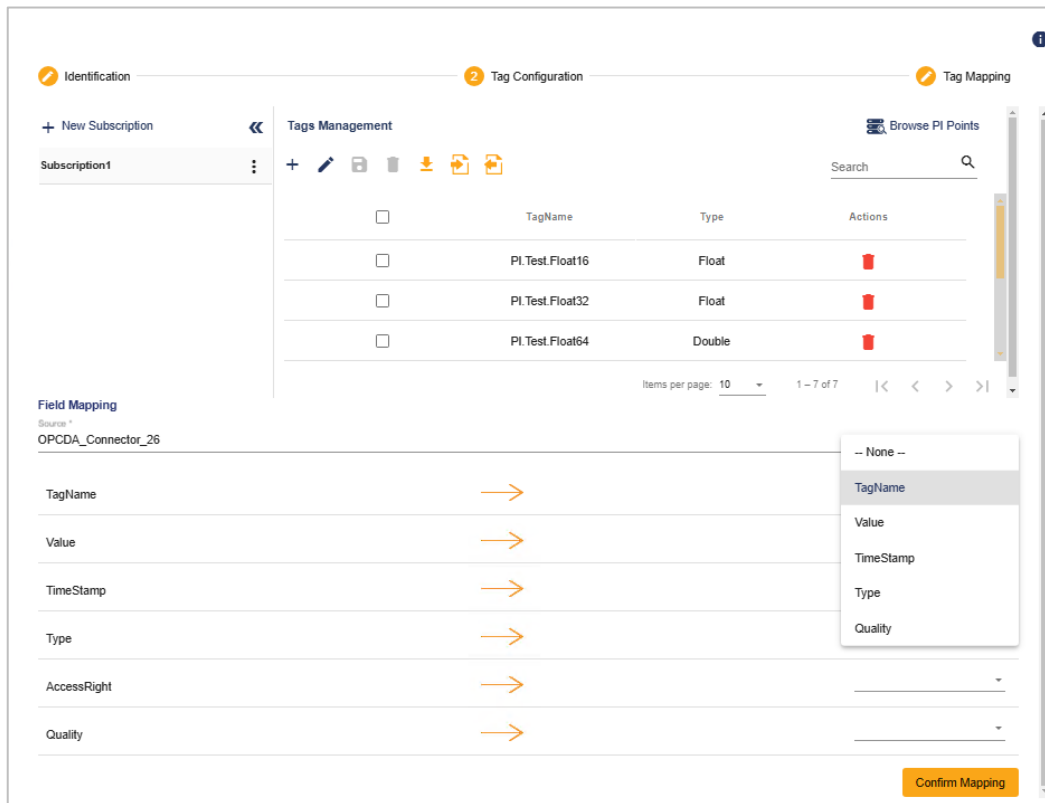 i
Identification
2 Tag Configuration
Tag Mapping
+ New Subscription
Tags Management
Browse PI Points
Subscription1
Search
TagName Type Actions
PI.Test.Float16 Float
PI.Test.Float32 Float
PI.Test.Float64 Double
Items per page: 10 1 – 7 of 7
Field Mapping
Source *
OPCDA_Connector_26
-- None --
TagName
TagName
Value
Value
TimeStamp
TimeStamp
Type
Type
Quality
AccessRight
Quality
Confirm Mapping